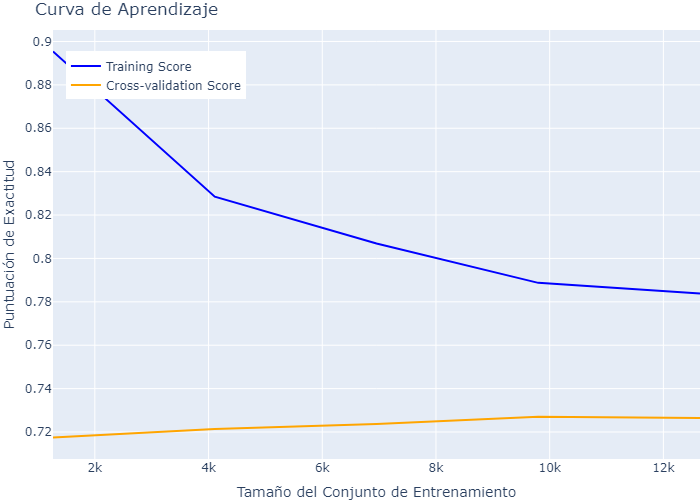 Curva de Aprendizaje
Training Score
Cross-validation Score
Puntuación de Exactitud
0.9
0.88
0.86
0.84
0.82
0.8
0.78
0.76
0.74
0.72
2k
4k
6k
8k
10k
12k
Tamaño del Conjunto de Entrenamiento